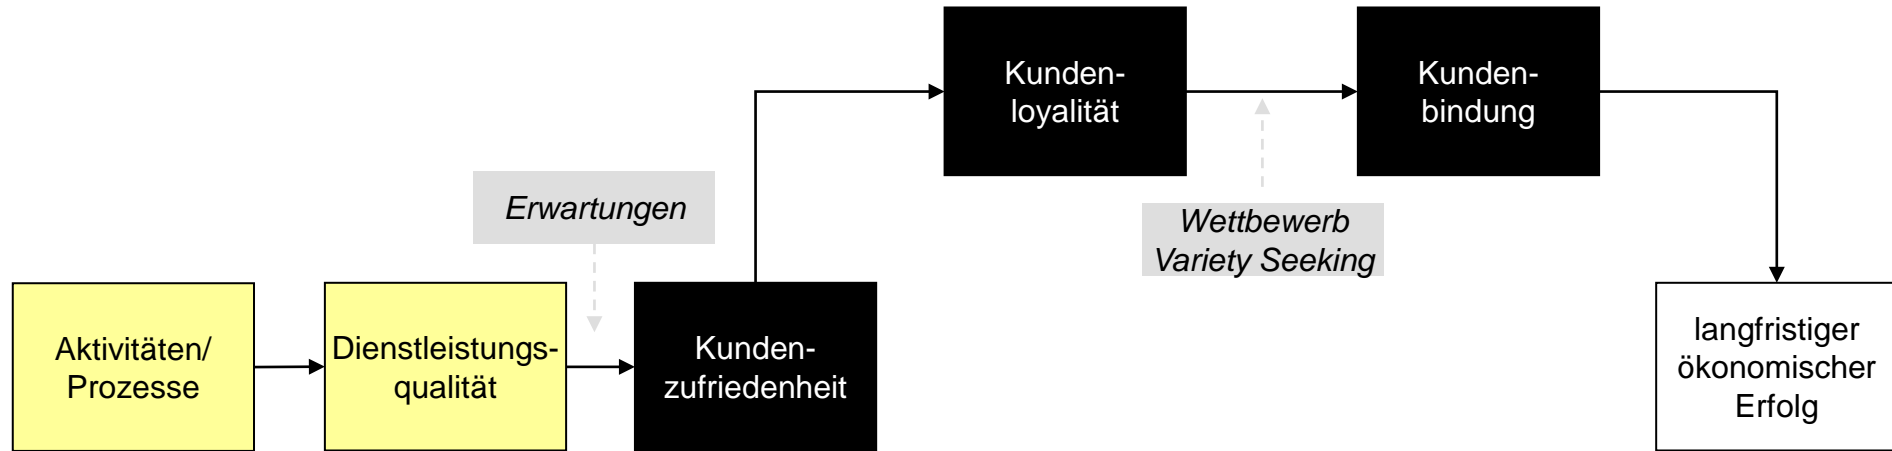 Kunden-
loyalität
Kunden-
bindung
Erwartungen
Wettbewerb
Variety Seeking
Aktivitäten/
Prozesse
Dienstleistungs-
qualität
Kunden-
zufriedenheit
langfristiger
ökonomischer
Erfolg